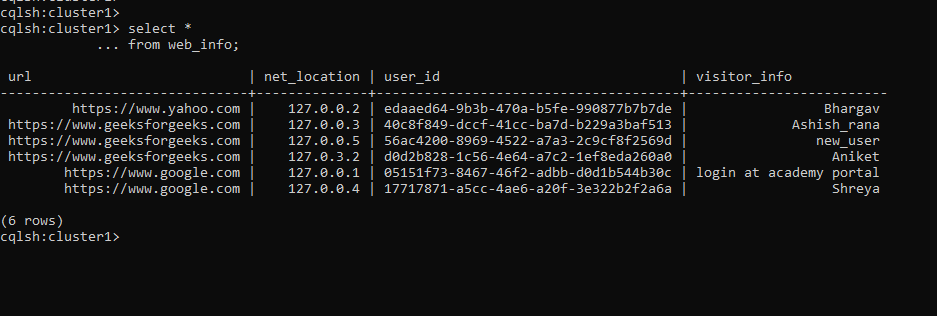 cqlsh:cluster1>
cqlsh:cluster1> select *
            ... from web_info;
 url                           | net_location | user_id                              | visitor_info
-------------------------------+--------------+--------------------------------------+-------------------------
         https://www.yahoo.com |    127.0.0.2 | edaaed64-9b3b-470a-b5fe-990877b7b7de |                 Bhargav
 https://www.geeksforgeeks.com |    127.0.0.3 | 40c8f849-dccf-41cc-ba7d-b229a3baf513 |             Ashish_rana
 https://www.geeksforgeeks.com |    127.0.0.5 | 56ac4200-8969-4522-a7a3-2c9cf8f2569d |                new_user
 https://www.geeksforgeeks.com |    127.0.3.2 | d0d2b828-1c56-4e64-a7c2-1ef8eda260a0 |                  Aniket
        https://www.google.com |    127.0.0.1 | 05151f73-8467-46f2-adbb-d0d1b544b30c | login at academy portal
        https://www.google.com |    127.0.0.4 | 17717871-a5cc-4ae6-a20f-3e322b2f2a6a |                  Shreya
(6 rows)
cqlsh:cluster1>